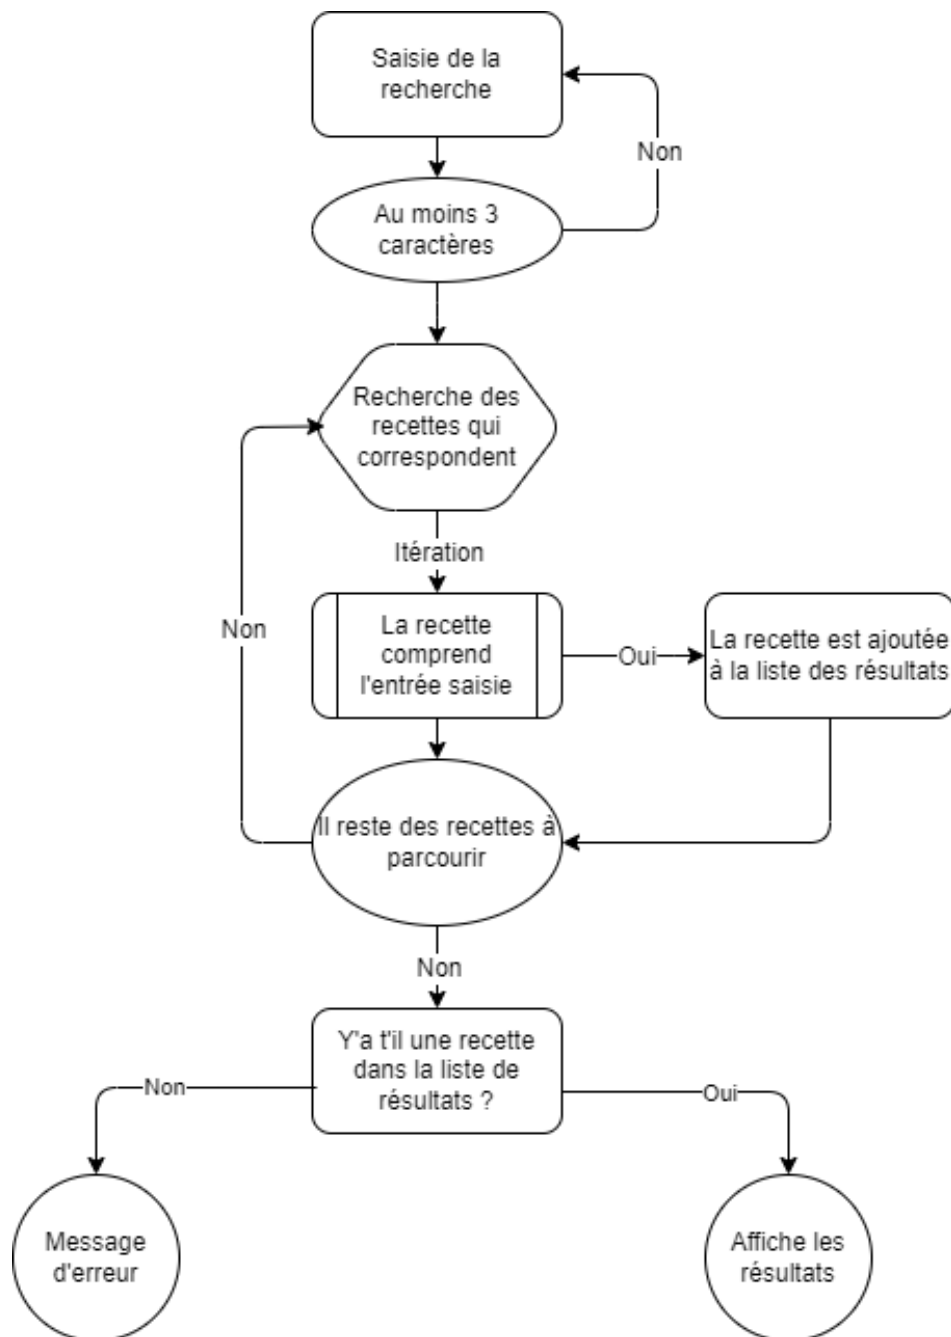 Saisie de la
recherche
Non
Au moins 3
caractères
Recherche des
recettes qui
correspondent
Itération
Non
La recette
comprend
l'entrée saisie
Oui
La recette est ajoutée
à la liste des résultats
Il reste des recettes à
parcourir
Non
Y'a t'il une recette
dans la liste de
résultats ?
Non
Oui
Message
d'erreur
Affiche les
résultats